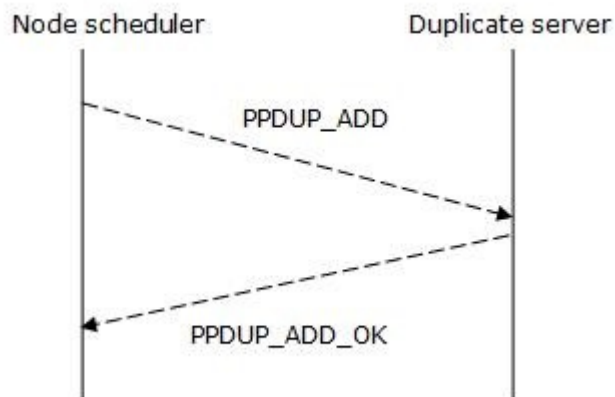 Node scheduler
Duplicate server
PPDUP_ADD
PPDUP_ADD_OK